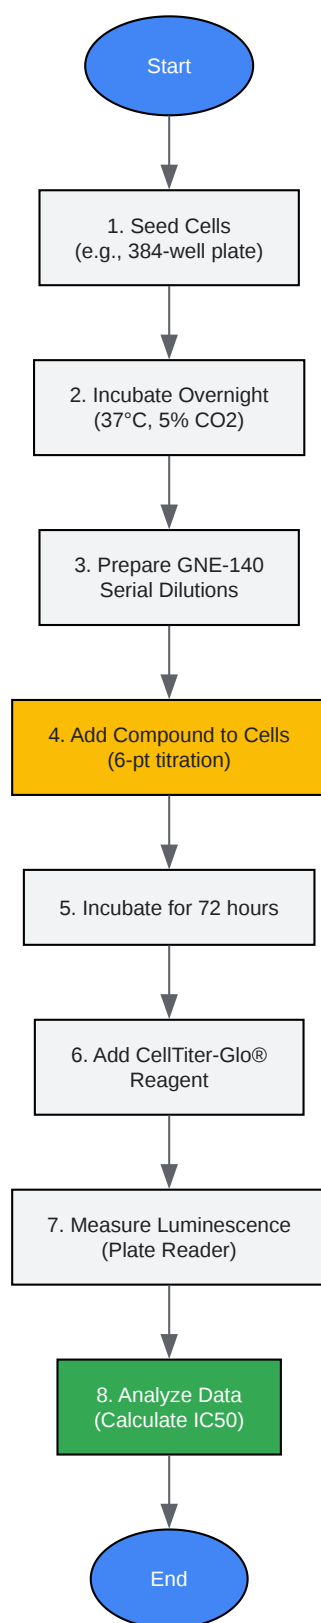 Start
1. Seed Cells
(e.g., 384-well plate)
2. Incubate Overnight
(37°C, 5% CO2)
3. Prepare GNE-140
Serial Dilutions
4. Add Compound to Cells
(6-pt titration)
5. Incubate for 72 hours
6. Add CellTiter-Glo®
Reagent
7. Measure Luminescence
(Plate Reader)
8. Analyze Data
(Calculate IC50)
End